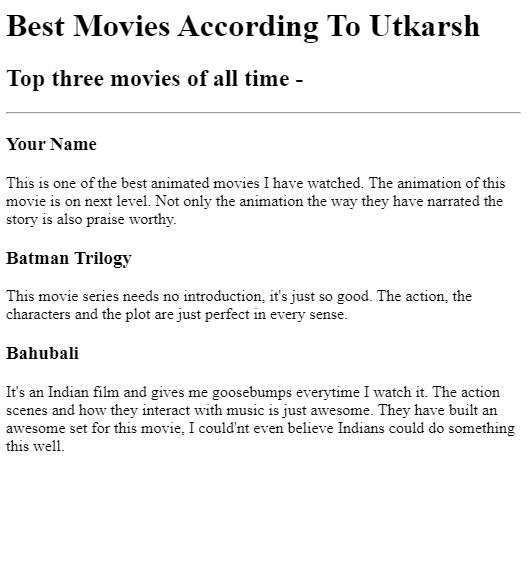 Best Movies According To Utkarsh
Top three movies of all time -
Your Name
This is one of the best animated movies I have watched. The animation of this
movie is on next level. Not only the animation the way they have narrated the
story is also praise worthy.
Batman Trilogy
This movie series needs no introduction, it's just so good. The action, the
characters and the plot are just perfect in every sense.
Bahubali
It's an Indian film and gives me goosebumps everytime I watch it. The action
scenes and how they interact with music is just awesome. They have built an
awesome set for this movie, I could'nt even believe Indians could do something
this well.